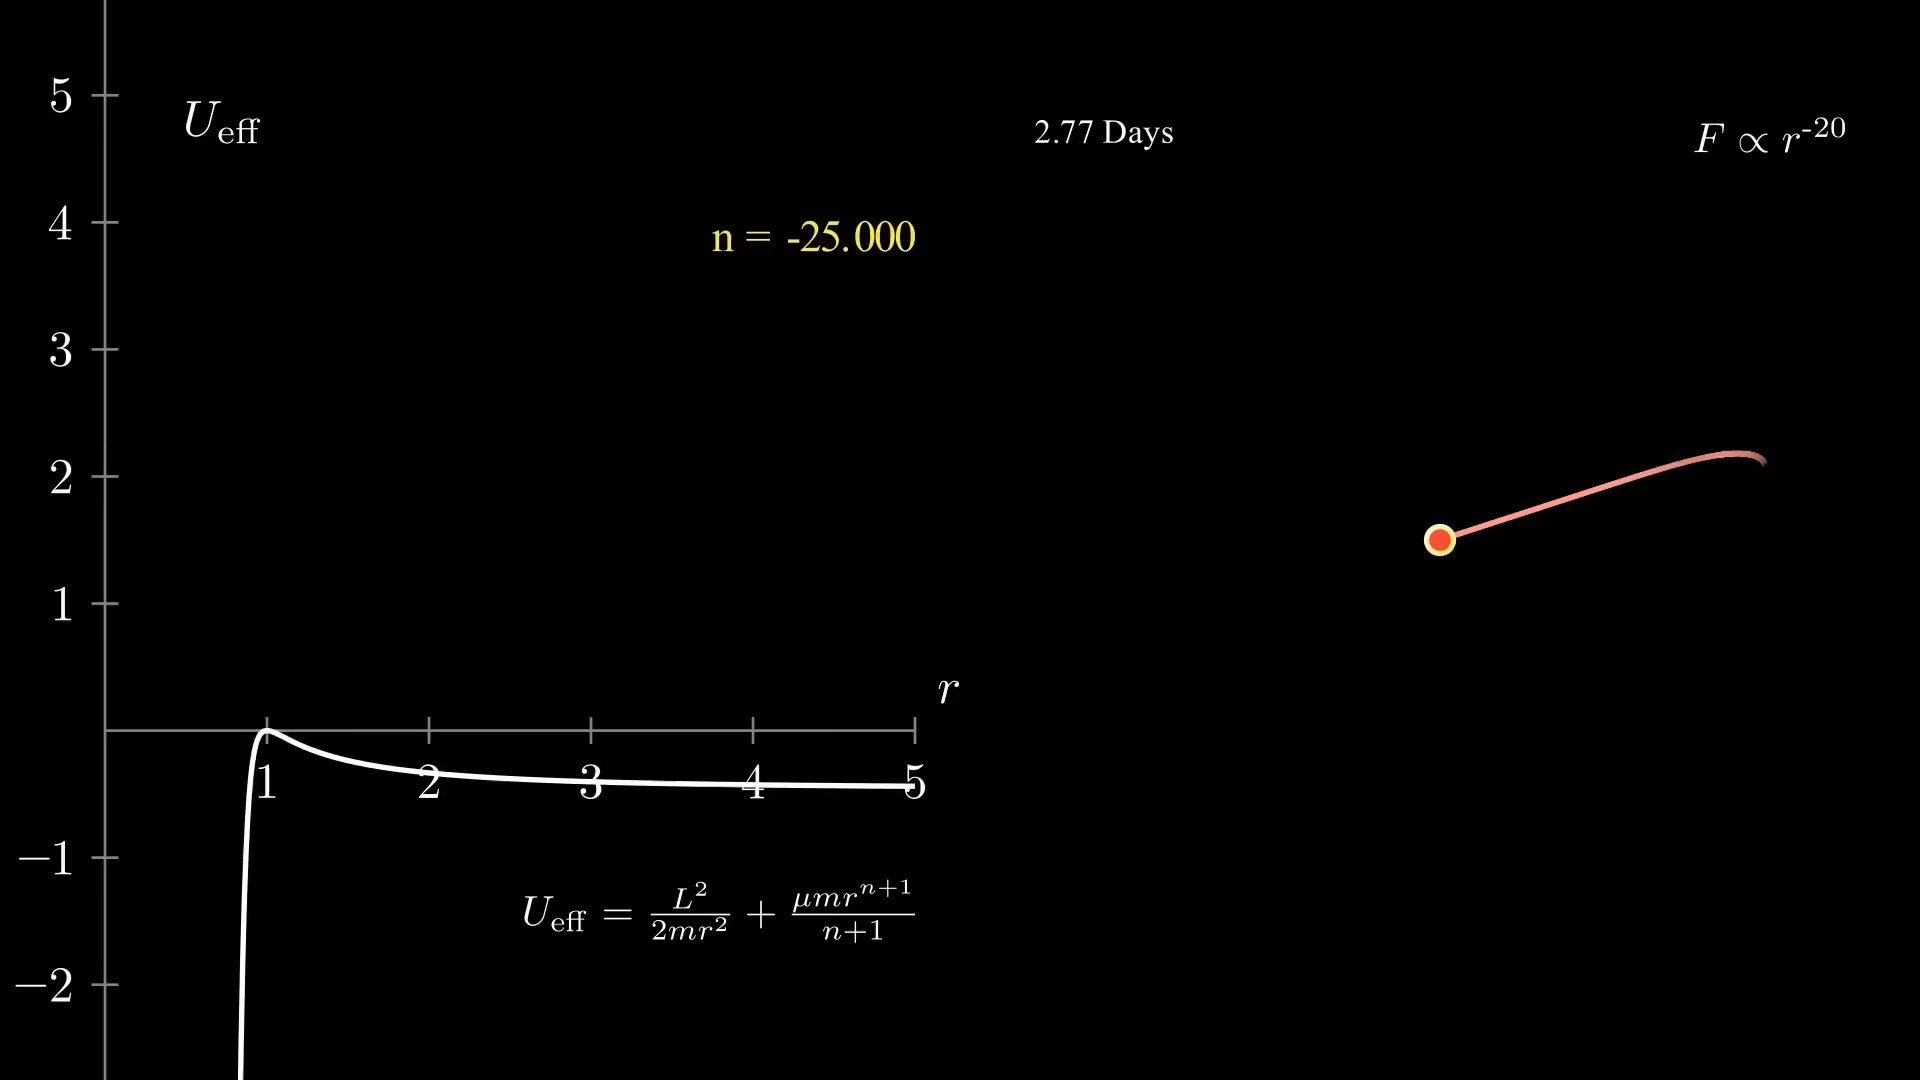 5
U_eff
2.77 Days
F ∝ r^-20
4
n = -25.000
3
2
1
r
1 2 3 4 5
−1
U_eff = L^2/2mr^2 + μmr^{n+1}/n+1
−2